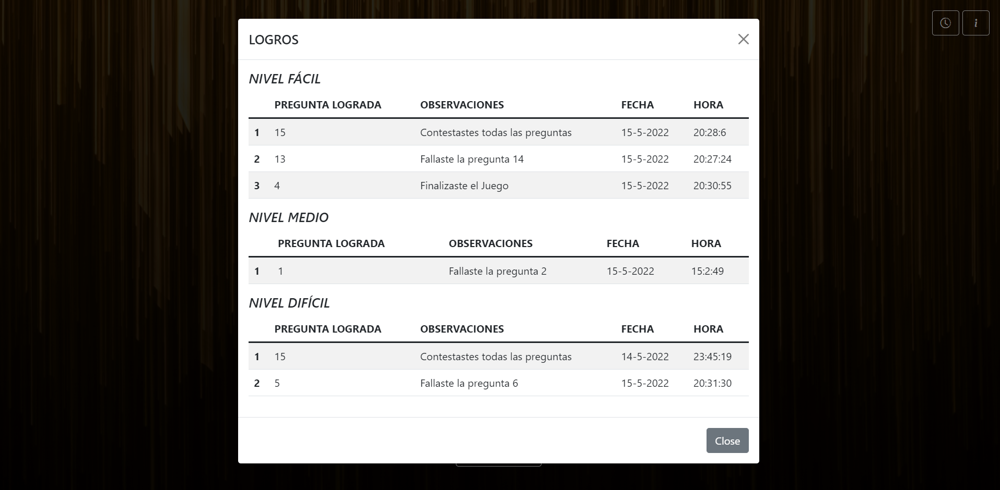 i
LOGROS
NIVEL FÁCIL
PREGUNTA LOGRADA OBSERVACIONES FECHA HORA
1 15 Contestastes todas las preguntas 15-5-2022 20:28:6
2 13 Fallaste la pregunta 14 15-5-2022 20:27:24
3 4 Finalizaste el Juego 15-5-2022 20:30:55
NIVEL MEDIO
PREGUNTA LOGRADA OBSERVACIONES FECHA HORA
1 1 Fallaste la pregunta 2 15-5-2022 15:2:49
NIVEL DIFÍCIL
PREGUNTA LOGRADA OBSERVACIONES FECHA HORA
1 15 Contestastes todas las preguntas 14-5-2022 23:45:19
2 5 Fallaste la pregunta 6 15-5-2022 20:31:30
Close